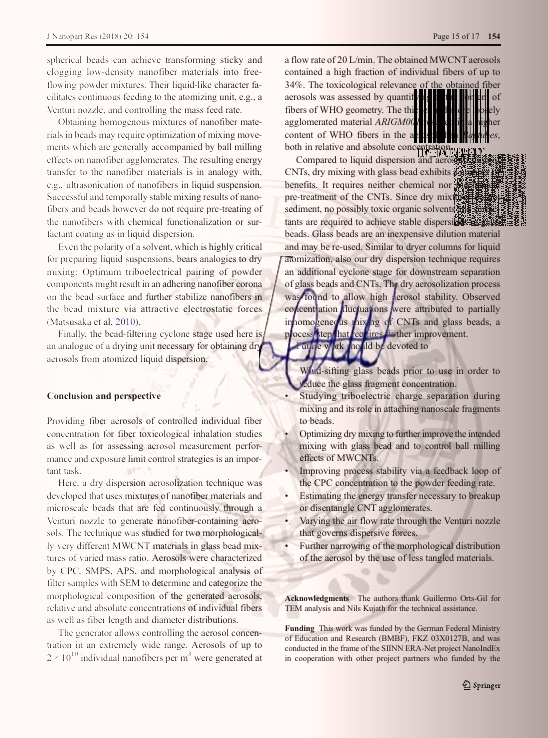 J Nanopart Res (2018) 20: 154
Page 15 of 17 154
spherical beads can achieve transforming sticky and
clogging low-density nanofiber materials into free-
flowing powder mixtures. Their liquid-like character fa-
cilitates continuous feeding to the atomizing unit, e.g., a
Venturi nozzle, and controlling the mass feed rate.
Obtaining homogenous mixtures of nanofiber mate-
rials in beads may require optimization of mixing move-
ments which are generally accompanied by ball milling
effects on nanofiber agglomerates. The resulting energy
transfer to the nanofiber materials is in analogy with,
e.g., ultrasonication of nanofibers in liquid suspension.
Successful and temporally stable mixing results of nano-
fibers and beads however do not require pre-treating of
the nanofibers with chemical functionalization or sur-
factant coating as in liquid dispersion.
Even the polarity of a solvent, which is highly critical
for preparing liquid suspensions, bears analogies to dry
mixing: Optimum triboelectrical pairing of powder
components might result in an adhering nanofiber corona
on the bead surface and further stabilize nanofibers in
the bead mixture via attractive electrostatic forces
(Matsusaka et al. 2010).
Finally, the bead-filtering cyclone stage used here is
an analogue of a drying unit necessary for obtaining dry
aerosols from atomized liquid dispersion.
Conclusion and perspective
Providing fiber aerosols of controlled individual fiber
concentration for fiber toxicological inhalation studies
as well as for assessing aerosol measurement perfor-
mance and exposure limit control strategies is an impor-
tant task.
Here, a dry dispersion aerosolization technique was
developed that uses mixtures of nanofiber materials and
microscale beads that are fed continuously through a
Venturi nozzle to generate nanofiber-containing aero-
sols. The technique was studied for two morphological-
ly very different MWCNT materials in glass bead mix-
tures of varied mass ratio. Aerosols were characterized
by CPC, SMPS, APS, and morphological analysis of
filter samples with SEM to determine and categorize the
morphological composition of the generated aerosols,
relative and absolute concentrations of individual fibers
as well as fiber length and diameter distributions.
The generator allows controlling the aerosol concen-
tration in an extremely wide range. Aerosols of up to
2 × 10¹⁰ individual nanofibers per m³ were generated at
a flow rate of 20 L/min. The obtained MWCNT aerosols
contained a high fraction of individual fibers of up to
34%. The toxicological relevance of the obtained fiber
aerosols was assessed by of
fibers of WHO geometry. The
agglomerated material higher
content of WHO fibers in the
both in relative and absolute concentration.
Compared to liquid dispersion and
CNTs, dry mixing with glass bead exhibits
benefits. It requires neither chemical nor
pre-treatment of the CNTs. Since dry
sediment, no possibly toxic organic solvents
tants are required to achieve stable
beads. Glass beads are an inexpensive dilution material
and may be re-used. Similar to dryer columns for liquid
atomization, also our dry dispersion technique requires
an additional cyclone stage for downstream separation
of glass beads and CNTs. The dry aerosolization process
was found to allow high aerosol stability. Observed
concentration fluctuations were attributed to partially
inhomogeneous mixing of CNTs and glass beads, a
process step that requires further improvement.
Future work should be devoted to
Wind-sifting glass beads prior to use in order to
reduce the glass fragment concentration.
• Studying triboelectric charge separation during
mixing and its role in attaching nanoscale fragments
to beads.
• Optimizing dry mixing to further improve the intended
mixing with glass bead and to control ball milling
effects of MWCNTs.
• Improving process stability via a feedback loop of
the CPC concentration to the powder feeding rate.
• Estimating the energy transfer necessary to breakup
or disentangle CNT agglomerates.
• Varying the air flow rate through the Venturi nozzle
that governs dispersive forces.
• Further narrowing of the morphological distribution
of the aerosol by the use of less tangled materials.
Acknowledgments The authors thank Guillermo Orts-Gil for
TEM analysis and Nils Kujath for the technical assistance.
Funding This work was funded by the German Federal Ministry
of Education and Research (BMBF), FKZ 03X0127B, and was
conducted in the frame of the SIINN ERA-Net project NanoIndEx
in cooperation with other project partners who funded by the
Springer